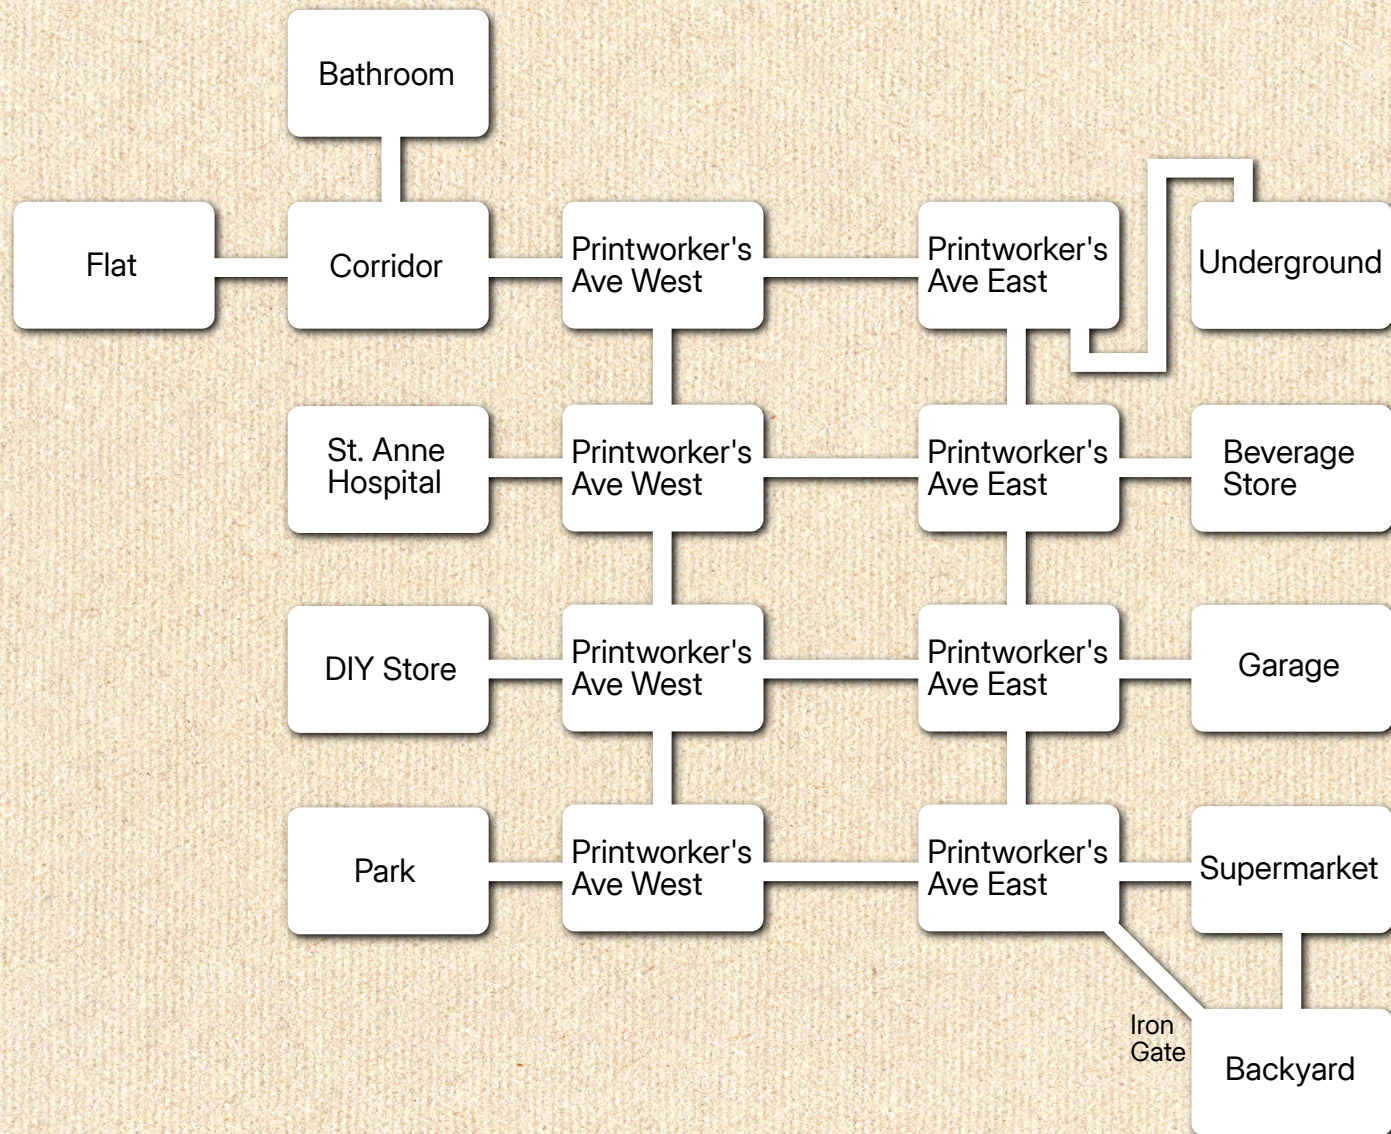 Bathroom
Flat
Corridor
Printworker's
Ave West
Printworker's
Ave East
Underground
St. Anne
Hospital
Printworker's
Ave West
Printworker's
Ave East
Beverage
Store
DIY Store
Printworker's
Ave West
Printworker's
Ave East
Garage
Park
Printworker's
Ave West
Printworker's
Ave East
Supermarket
Iron
Gate
Backyard